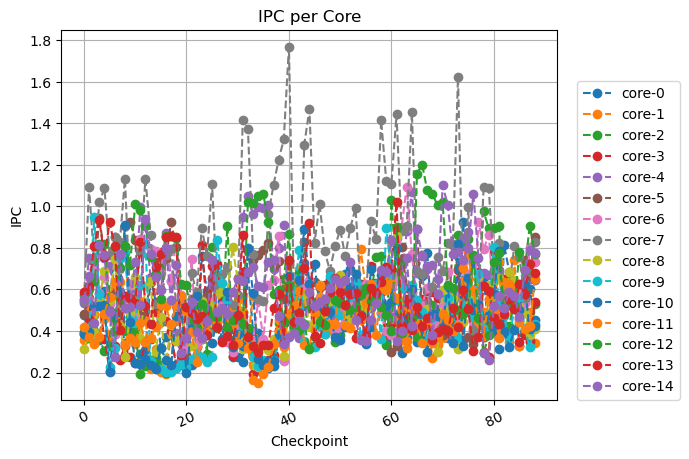 IPC per Core
IPC
1.8
1.6
1.4
1.2
1.0
0.8
0.6
0.4
0.2
0
20
40
60
80
Checkpoint
core-0
core-1
core-2
core-3
core-4
core-5
core-6
core-7
core-8
core-9
core-10
core-11
core-12
core-13
core-14